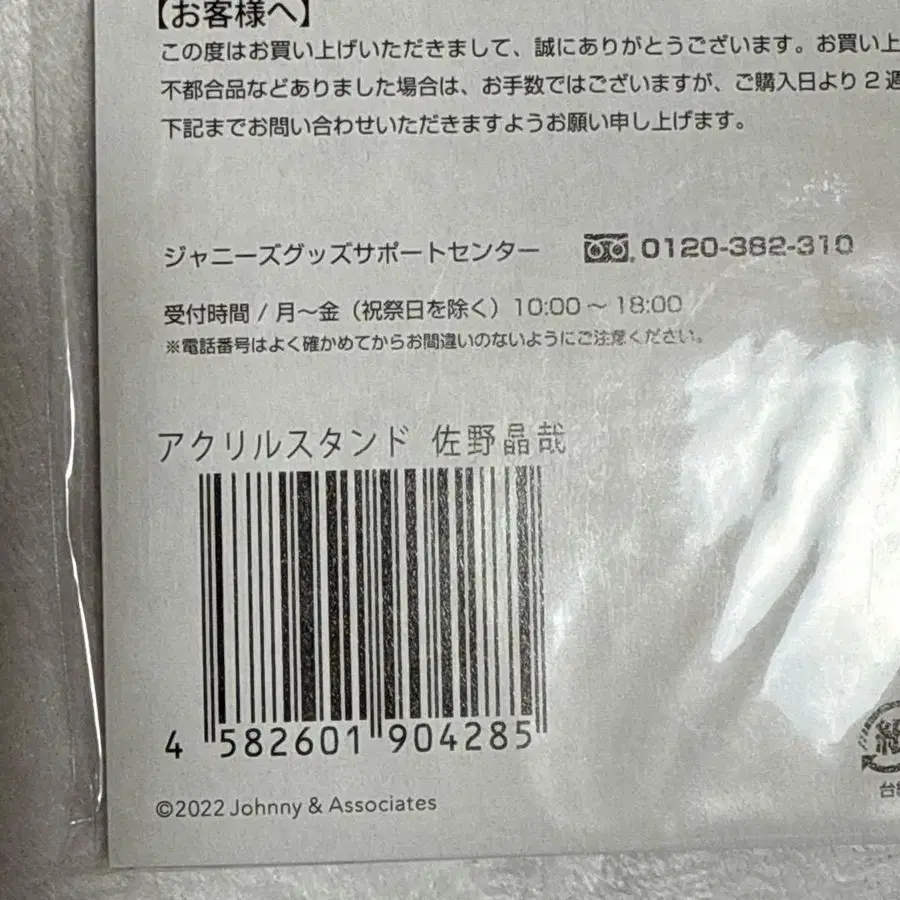 【お客様へ】
この度はお買い上げいただきまして、誠にありがとうございます。お買い上
不都合品などありました場合は、お手数ではございますが、ご購入日より2週
下記までお問い合わせいただきますようお願い申し上げます。
ジャニーズグッズサポートセンター 0120-382-310
受付時間 / 月～金（祝祭日を除く）10:00～18:00
※電話番号はよく確かめてからお間違いのないようにご注意ください。
アクリルスタンド 佐野晶哉
4 582601 904285
©2022 Johnny & Associates
紙
台紙